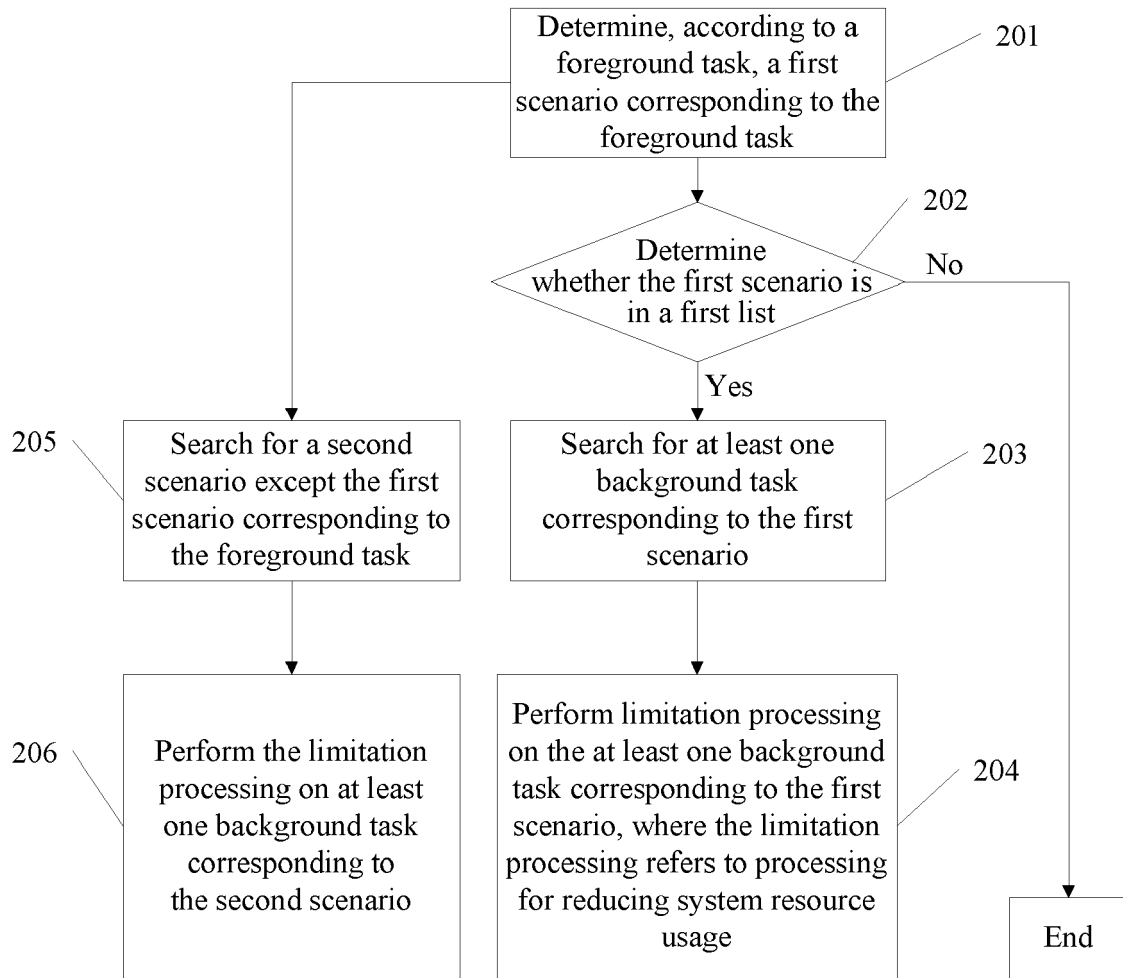 Determine, according to a
foreground task, a first
scenario corresponding to the
foreground task
201
202
Determine
whether the first scenario is
in a first list
No
Yes
205
Search for a second
scenario except the first
scenario corresponding to
the foreground task
Search for at least one
background task
corresponding to the first
scenario
203
206
Perform the limitation
processing on at least
one background task
corresponding to
the second scenario
Perform limitation processing
on the at least one background
task corresponding to the first
scenario, where the limitation
processing refers to processing
for reducing system resource
usage
204
End